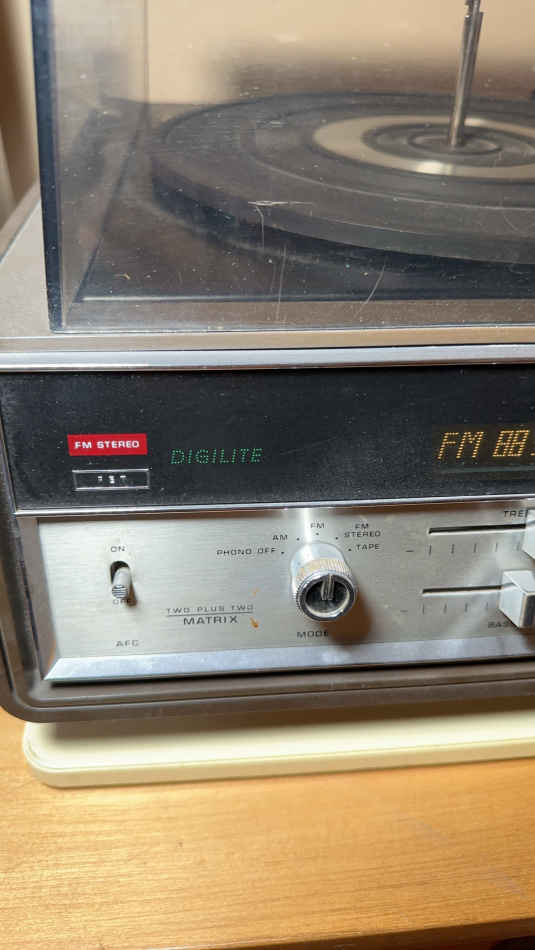 FM STEREO
DIGILITE
FM 88
FM
AM
FM
STEREO
PHONO OFF
TAPE
ON
OFF
TWO PLUS TWO
MATRIX
AFC
MODE